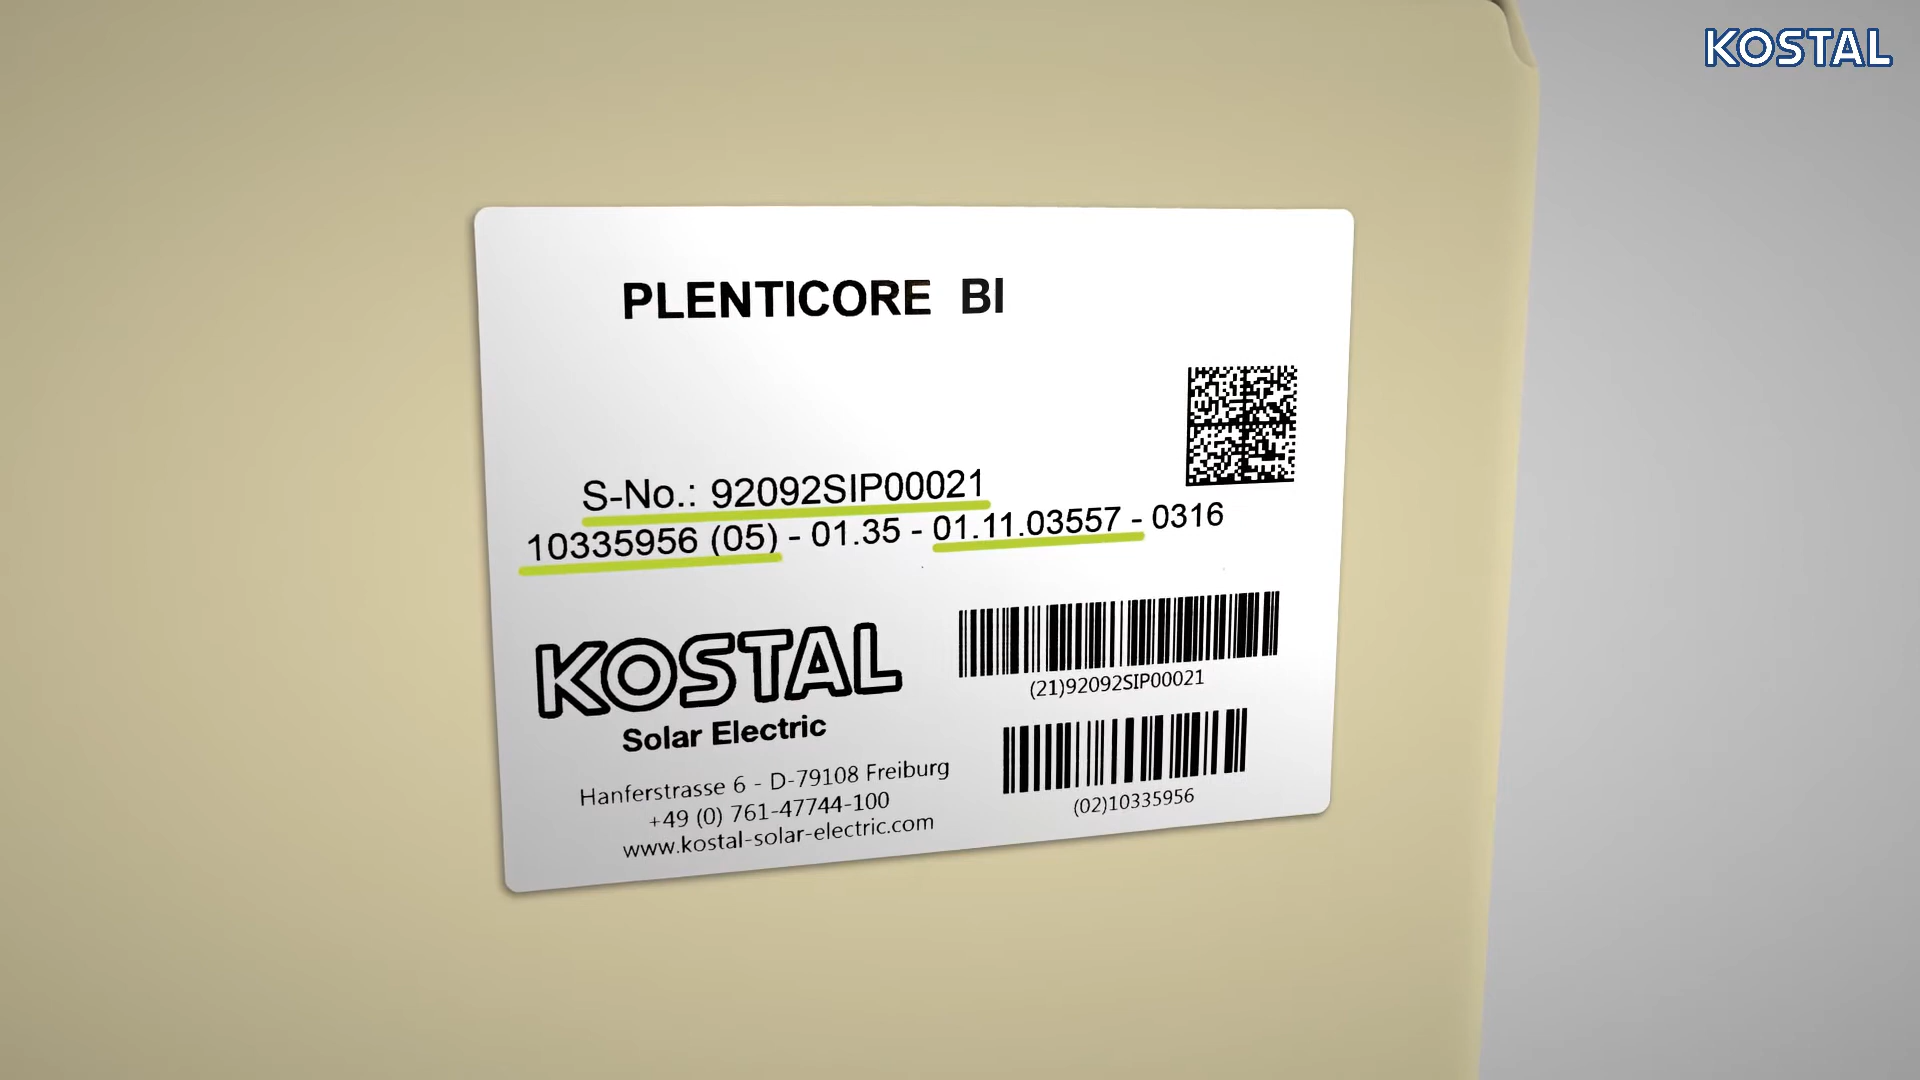 KOSTAL
PLENTICORE BI
S-No.: 92092SIP00021
10335956 (05) - 01.35 - 01.11.03557 - 0316
KOSTAL
Solar Electric
Hanferstrasse 6 - D-79108 Freiburg
+49 (0) 761-47744-100
www.kostal-solar-electric.com
(21)92092SIP00021
(02)10335956